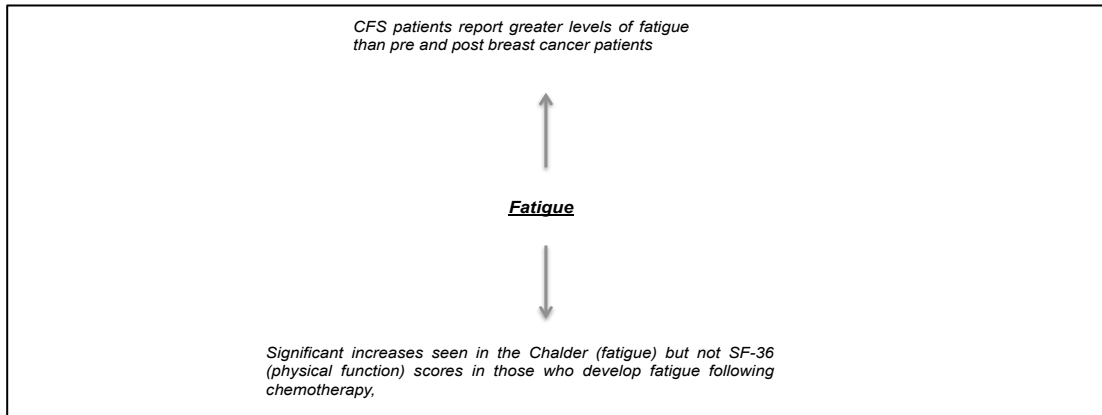 CFS patients report greater levels of fatigue
than pre and post breast cancer patients
Fatigue
Significant increases seen in the Chalder (fatigue) but not SF-36
(physical function) scores in those who develop fatigue following
chemotherapy,